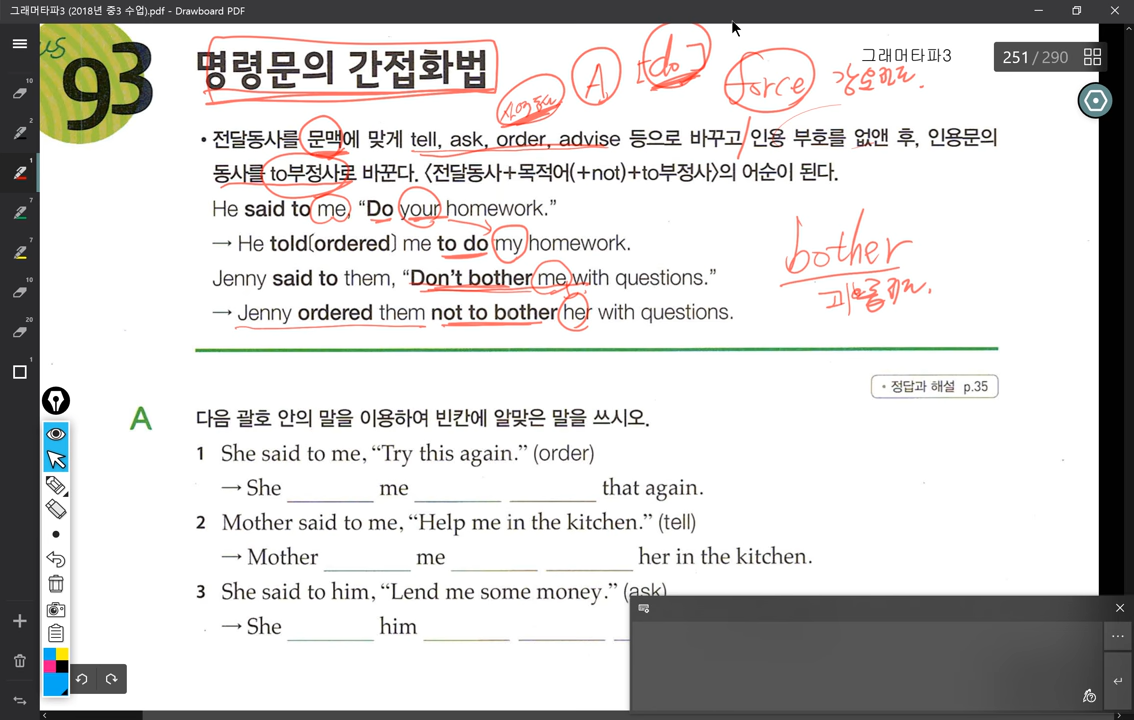 그래머타파3 (2018년 중3 수업).pdf - Drawboard PDF
us
93
명령문의 간접화법
사역동사
A
[do]
force
강요하다.
그래머타파3
251 / 290
• 전달동사를 문맥에 맞게 tell, ask, order, advise 등으로 바꾸고 인용 부호를 없앤 후, 인용문의
동사를 to부정사로 바꾼다. 〈전달동사+목적어(+not)+to부정사〉의 어순이 된다.
He said to me, “Do your homework.”
→ He told〔ordered〕 me to do my homework.
Jenny said to them, “Don’t bother me with questions.”
→ Jenny ordered them not to bother her with questions.
bother
괴롭히다.
• 정답과 해설 p.35
A 다음 괄호 안의 말을 이용하여 빈칸에 알맞은 말을 쓰시오.
1 She said to me, “Try this again.” (order)
→ She ________ me ________ ________ that again.
2 Mother said to me, “Help me in the kitchen.” (tell)
→ Mother ________ me ________ ________ her in the kitchen.
3 She said to him, “Lend me some money.” (ask)
→ She ________ him ________ ________